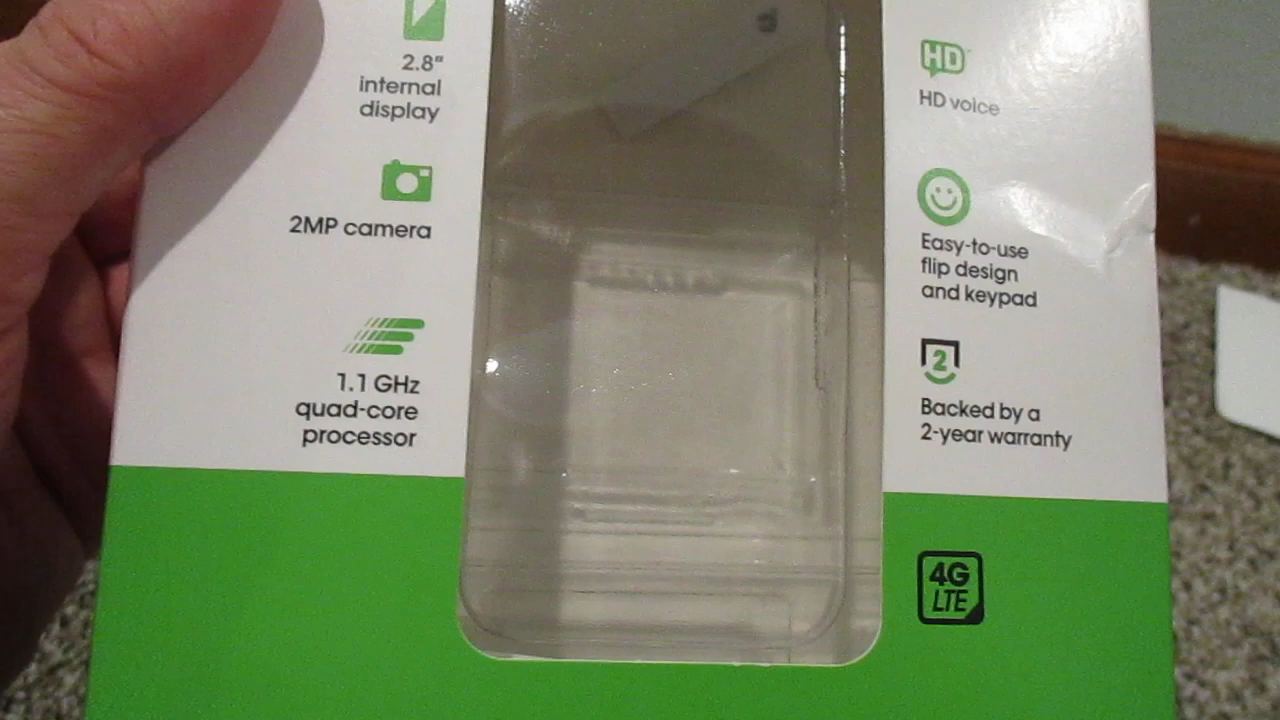 2.8"
internal
display
2MP camera
1.1 GHz
quad-core
processor
HD
HD voice
Easy-to-use
flip design
and keypad
2
Backed by a
2-year warranty
4G
LTE